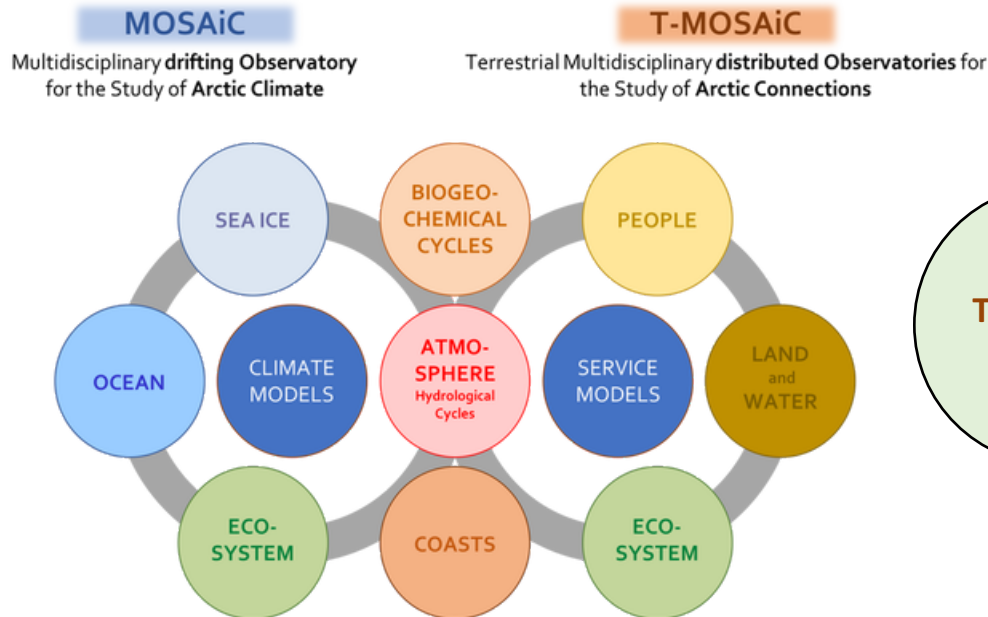 MOSAiC
Multidisciplinary drifting Observatory
for the Study of Arctic Climate
T-MOSAiC
Terrestrial Multidisciplinary distributed Observatories for
the Study of Arctic Connections
SEA ICE
BIOGEO-
CHEMICAL
CYCLES
PEOPLE
OCEAN
CLIMATE
MODELS
ATMO-
SPHERE
Hydrological
Cycles
SERVICE
MODELS
LAND
and
WATER
T
ECO-
SYSTEM
COASTS
ECO-
SYSTEM